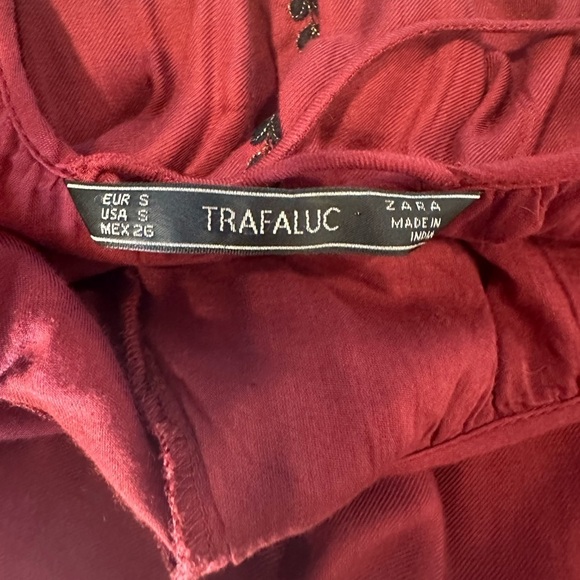 EUR S
USA S
MEX 26
TRAFALUC
ZARA
MADE IN
INDIA